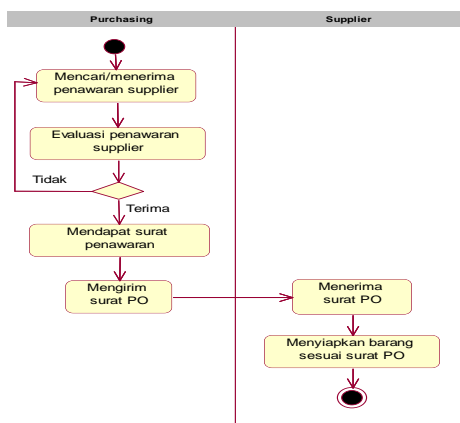 Purchasing
Supplier
Mencari/menerima
penawaran supplier
Evaluasi penawaran
supplier
Tidak
Terima
Mendapat surat
penawaran
Mengirim
surat PO
Menerima
surat PO
Menyiapkan barang
sesuai surat PO